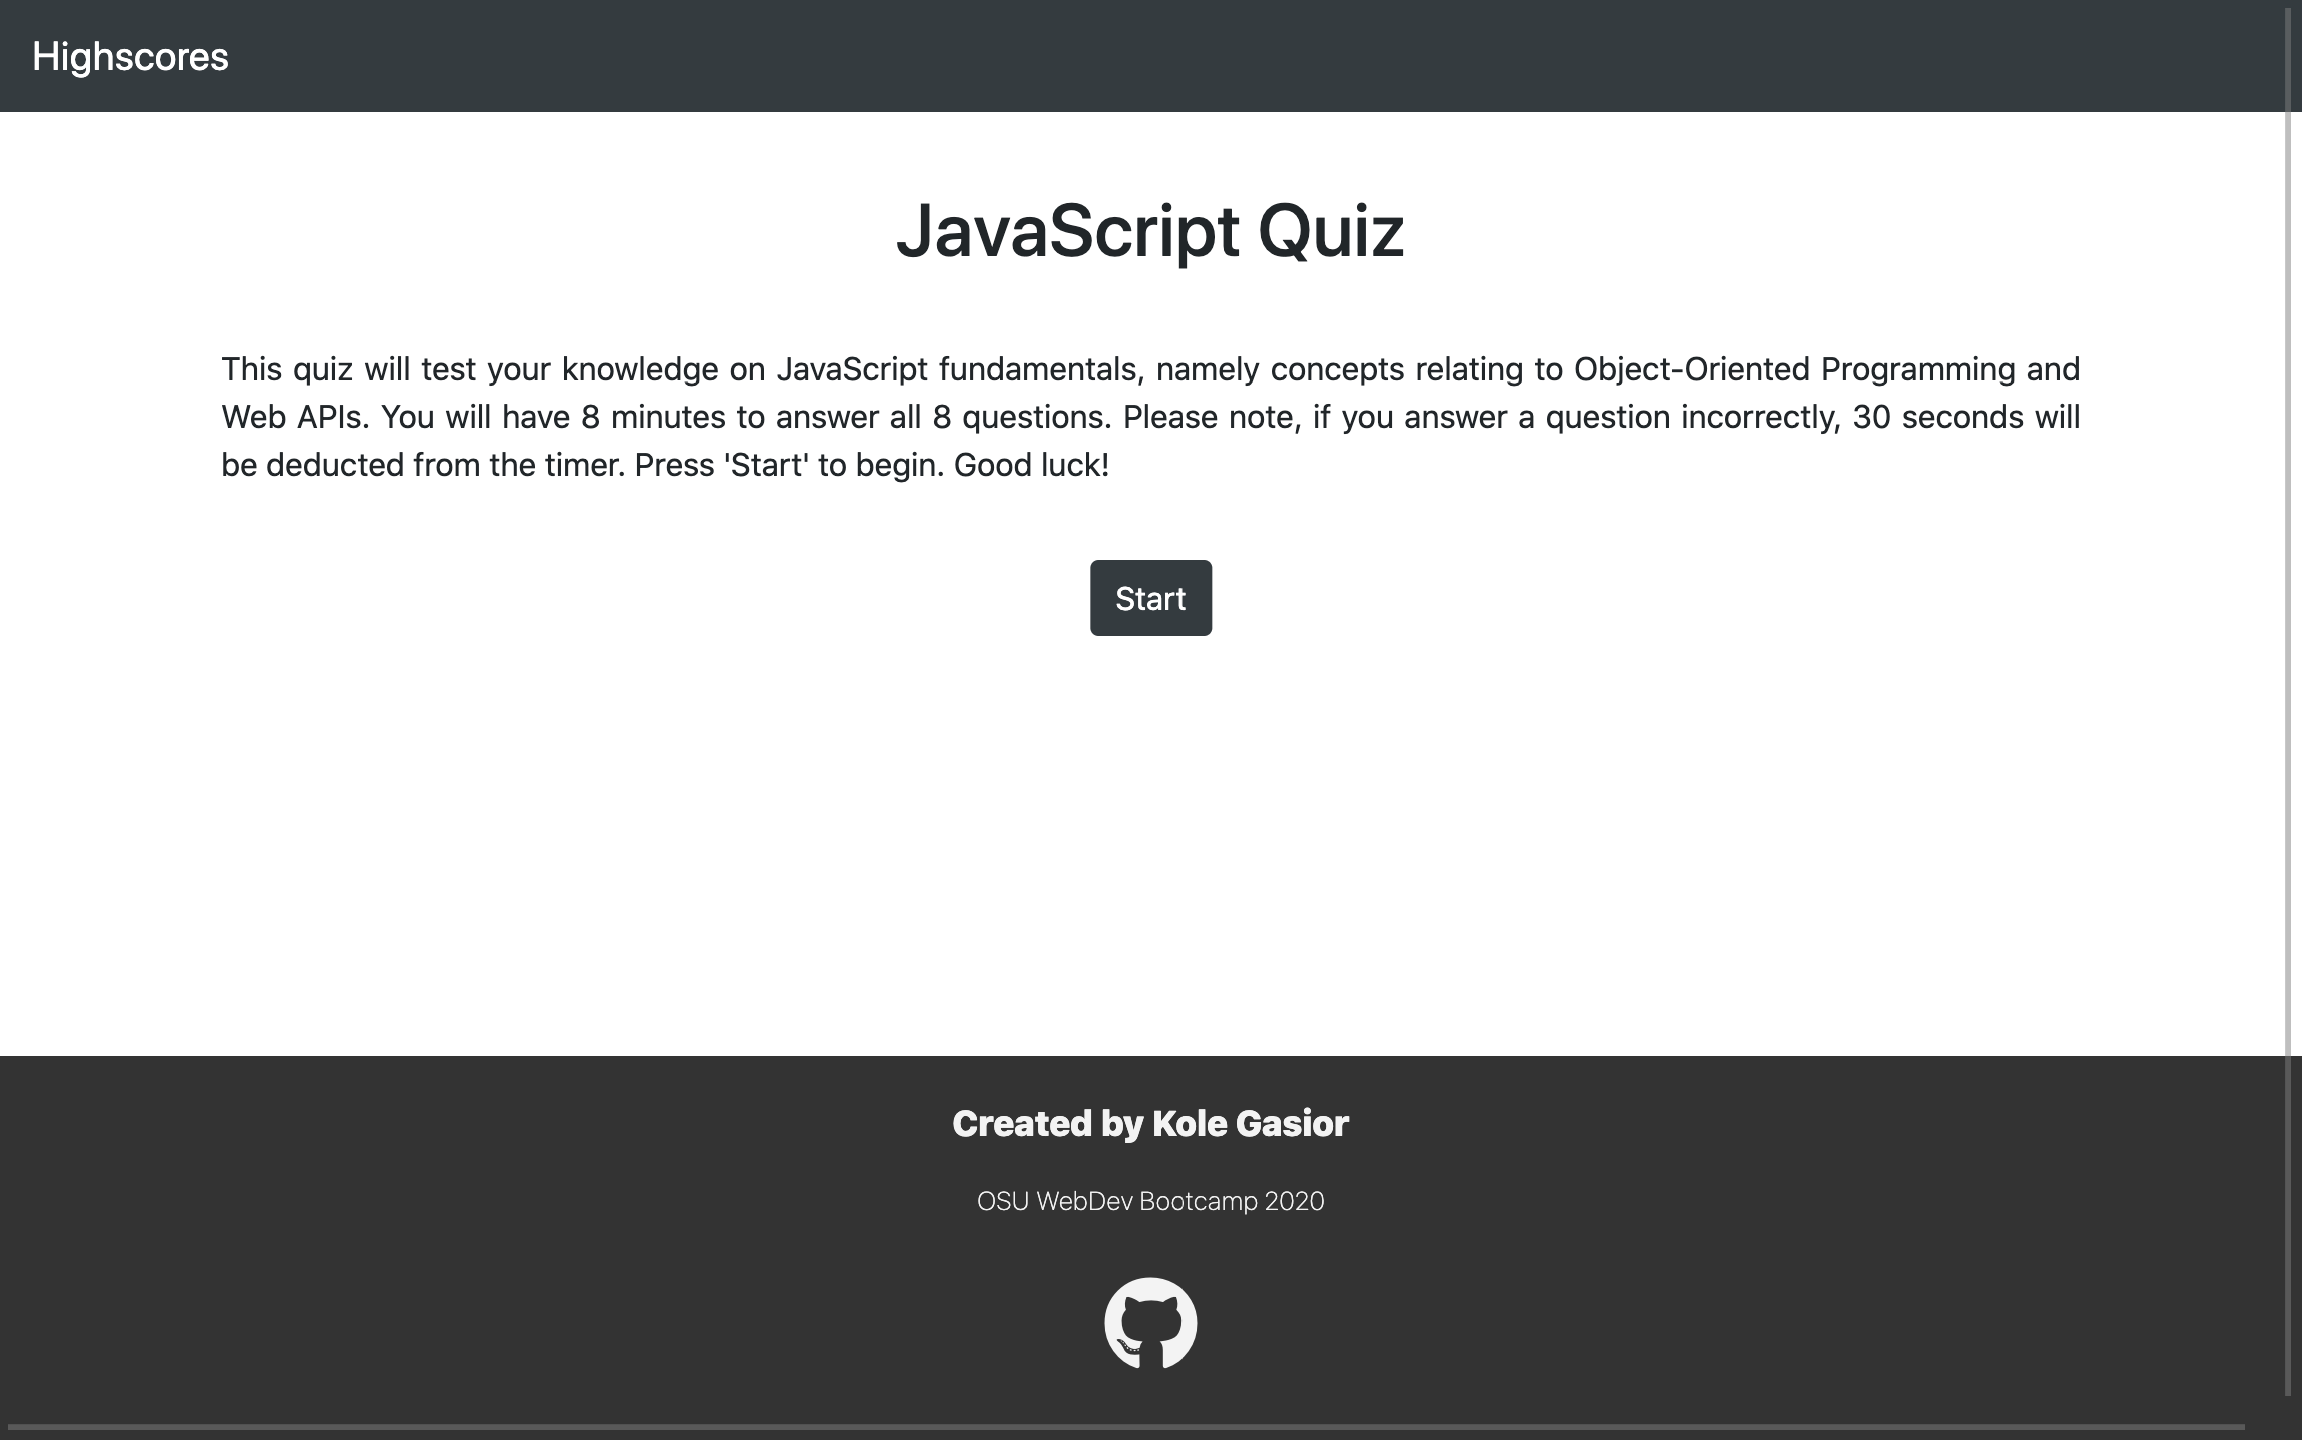 Highscores
JavaScript Quiz
This quiz will test your knowledge on JavaScript fundamentals, namely concepts relating to Object-Oriented Programming and
Web APIs. You will have 8 minutes to answer all 8 questions. Please note, if you answer a question incorrectly, 30 seconds will
be deducted from the timer. Press 'Start' to begin. Good luck!
Start
Created by Kole Gasior
OSU WebDev Bootcamp 2020